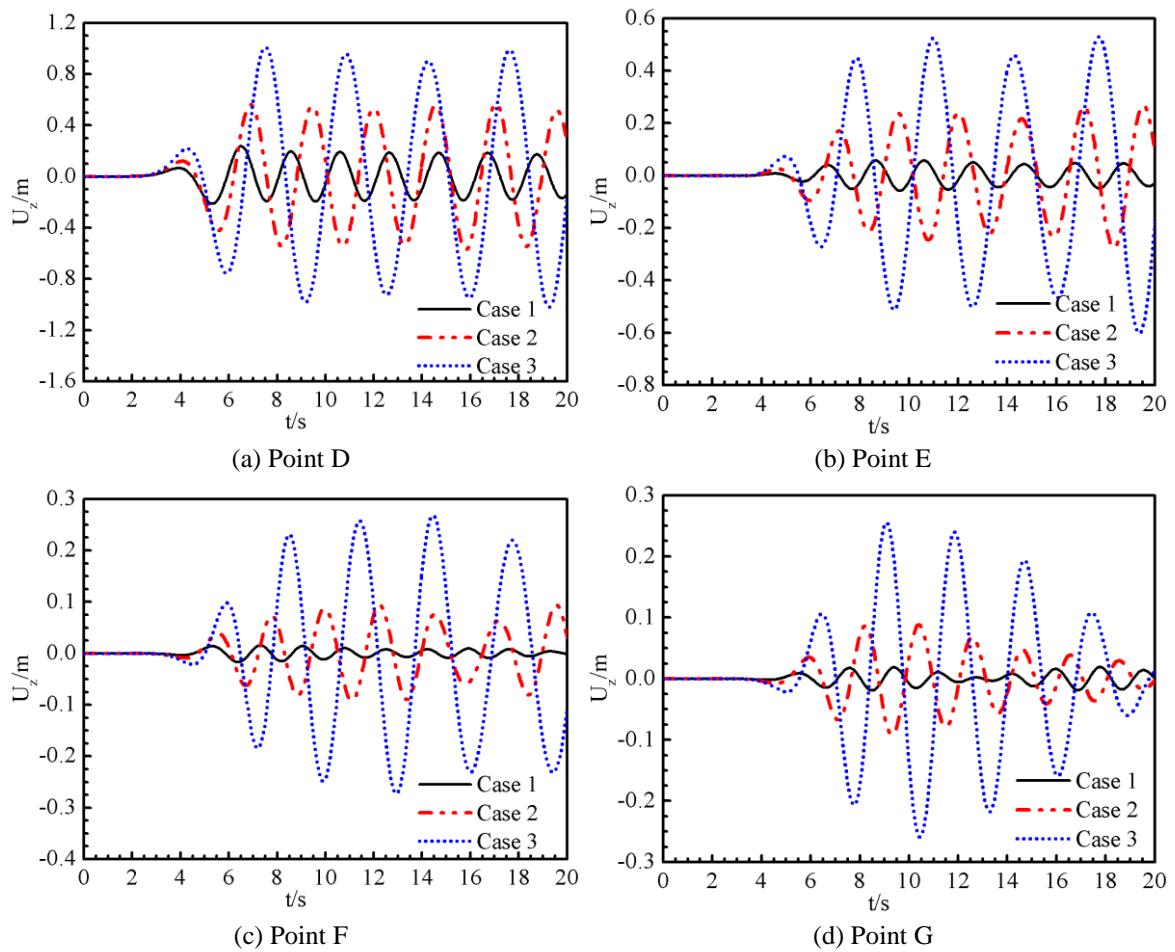 1.2
0.8
0.4
0.0
-0.4
-0.8
-1.2
-1.6
U_z/m
Case 1
Case 2
Case 3
0 2 4 6 8 10 12 14 16 18 20
t/s
(a) Point D
0.6
0.4
0.2
0.0
-0.2
-0.4
-0.6
-0.8
U_z/m
Case 1
Case 2
Case 3
0 2 4 6 8 10 12 14 16 18 20
t/s
(b) Point E
0.3
0.2
0.1
0.0
-0.1
-0.2
-0.3
-0.4
U_z/m
Case 1
Case 2
Case 3
0 2 4 6 8 10 12 14 16 18 20
t/s
(c) Point F
0.3
0.2
0.1
0.0
-0.1
-0.2
-0.3
U_z/m
Case 1
Case 2
Case 3
0 2 4 6 8 10 12 14 16 18 20
t/s
(d) Point G